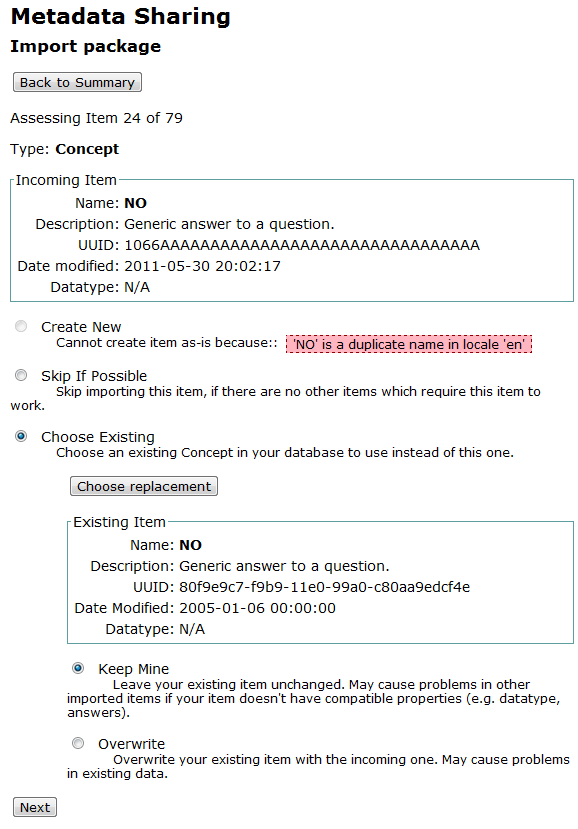 Metadata Sharing
Import package
Back to Summary
Assessing Item 24 of 79
Type: Concept
Incoming Item
Name: NO
Description: Generic answer to a question.
UUID: 1066AAAAAAAAAAAAAAAAAAAAAAAAAAAAAAAA
Date modified: 2011-05-30 20:02:17
Datatype: N/A
Create New
Cannot create item as-is because:: 'NO' is a duplicate name in locale 'en'
Skip If Possible
Skip importing this item, if there are no other items which require this item to
work.
Choose Existing
Choose an existing Concept in your database to use instead of this one.
Choose replacement
Existing Item
Name: NO
Description: Generic answer to a question.
UUID: 80f9e9c7-f9b9-11e0-99a0-c80aa9edcf4e
Date Modified: 2005-01-06 00:00:00
Datatype: N/A
Keep Mine
Leave your existing item unchanged. May cause problems in other
imported items if your item doesn't have compatible properties (e.g. datatype,
answers).
Overwrite
Overwrite your existing item with the incoming one. May cause problems
in existing data.
Next